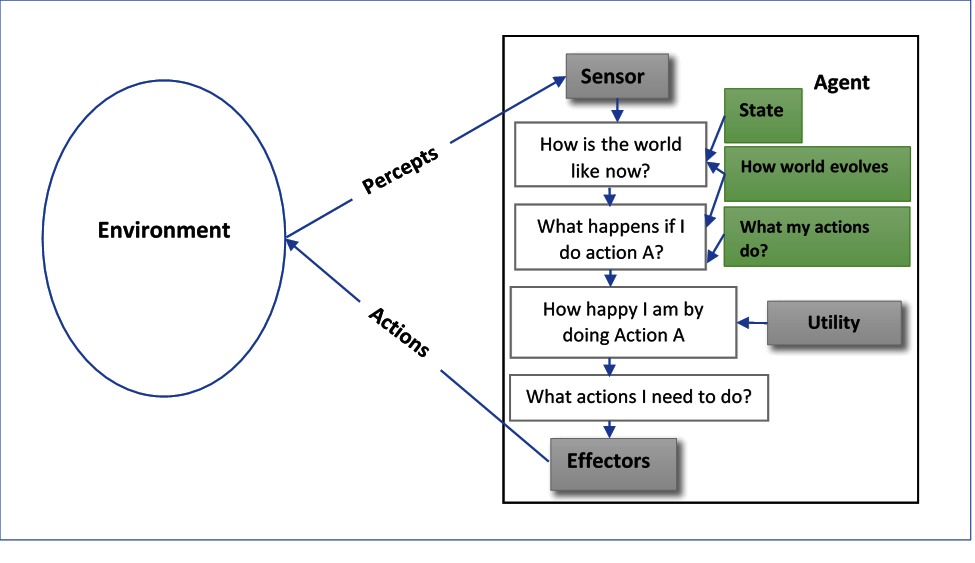 Environment
Percepts
Actions
Agent
Sensor
How is the world
like now?
State
How world evolves
What happens if I
do action A?
What my actions
do?
How happy I am by
doing Action A
Utility
What actions I need to do?
Effectors